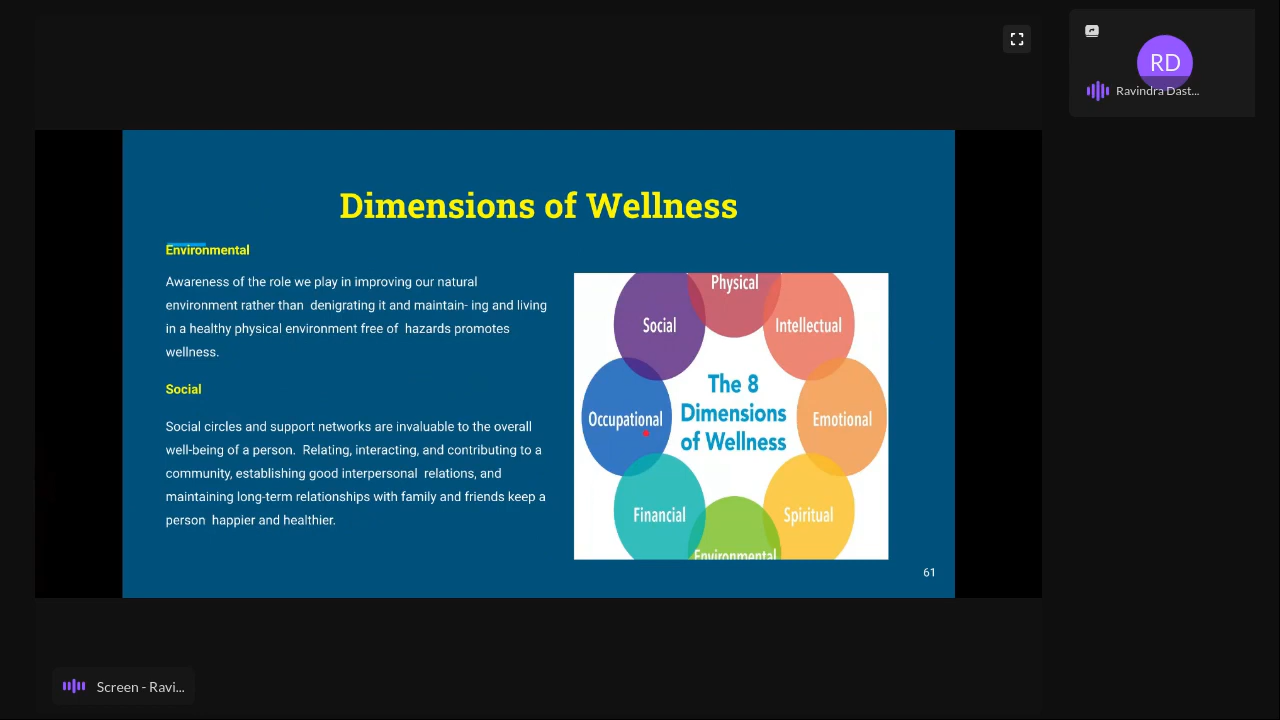 RD
Ravindra Dast...
Dimensions of Wellness
Environmental
Awareness of the role we play in improving our natural
environment rather than denigrating it and maintain- ing and living
in a healthy physical environment free of hazards promotes
wellness.
Social
Social circles and support networks are invaluable to the overall
well-being of a person. Relating, interacting, and contributing to a
community, establishing good interpersonal relations, and
maintaining long-term relationships with family and friends keep a
person happier and healthier.
Physical
Social
Intellectual
The 8
Dimensions
of Wellness
Occupational
Emotional
Financial
Spiritual
Environmental
61
Screen - Ravi...